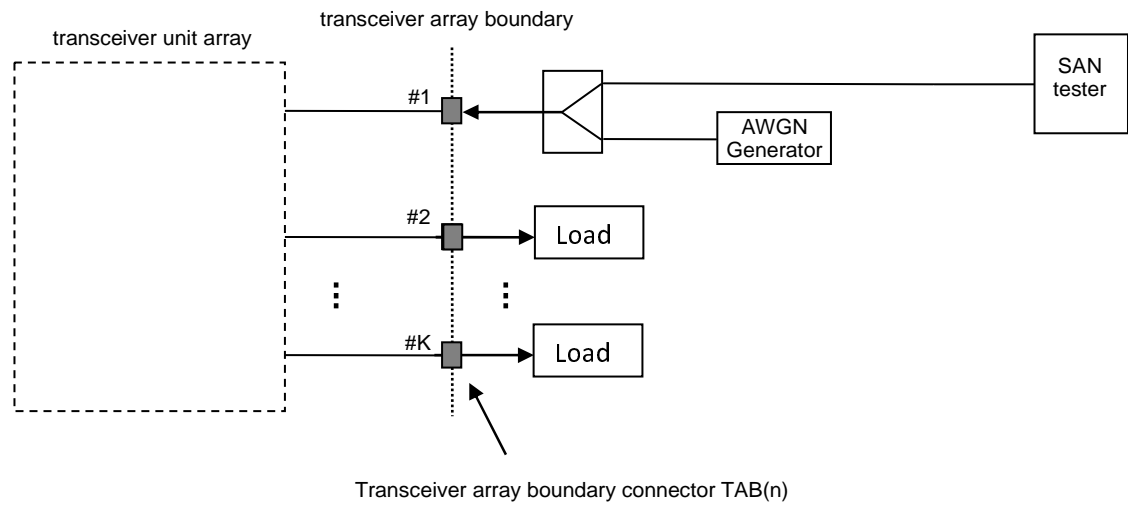 transceiver array boundary
transceiver unit array
SAN
tester
#1
AWGN
Generator
#2
Load
#K
Load
Transceiver array boundary connector TAB(n)